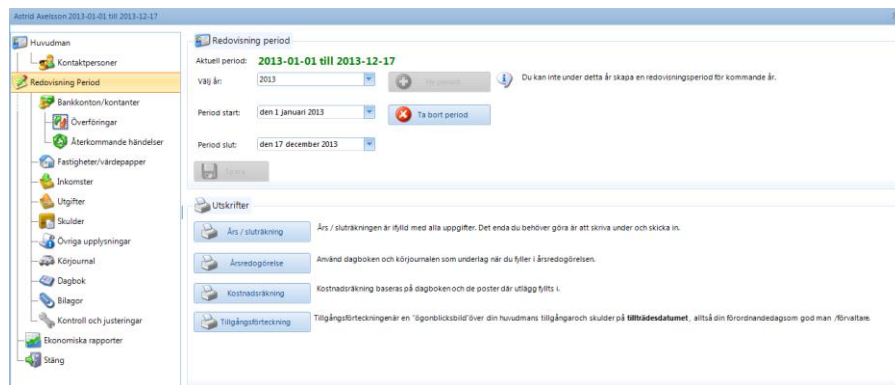 Astrid Axelsson 2013-01-01 till 2013-12-17
Huvudman
Kontaktpersoner
Redovisning Period
Bankkonton/kontanter
Överföringar
Återkommande händelser
Fastigheter/värdepapper
Inkomster
Utgifter
Skulder
Övriga upplysningar
Körjournal
Dagbok
Bilagor
Kontroll och justeringar
Ekonomiska rapporter
Stäng
Redovisning period
Aktuell period: 2013-01-01 till 2013-12-17
Välj år: 2013
Ny period
Du kan inte under detta år skapa en redovisningsperiod för kommande år.
Period start: den 1 januari 2013
Ta bort period
Period slut: den 17 december 2013
Spara
Utskrifter
Års / sluträkning
Års / sluträkningen är ifylld med alla uppgifter. Det enda du behöver göra är att skriva under och skicka in.
Årsredogörelse
Använd dagboken och körjournalen som underlag när du fyller i årsredogörelsen.
Kostnadsräkning
Kostnadsräkning baseras på dagboken och de poster där utlägg fyllts i.
Tillgångsförteckning
Tillgångsförteckningenär en "ögonblicksbild"över din huvudmans tillgångaroch skulder på tillträdesdatumet, alltså din förordnandedagsom god man /förvaltare.